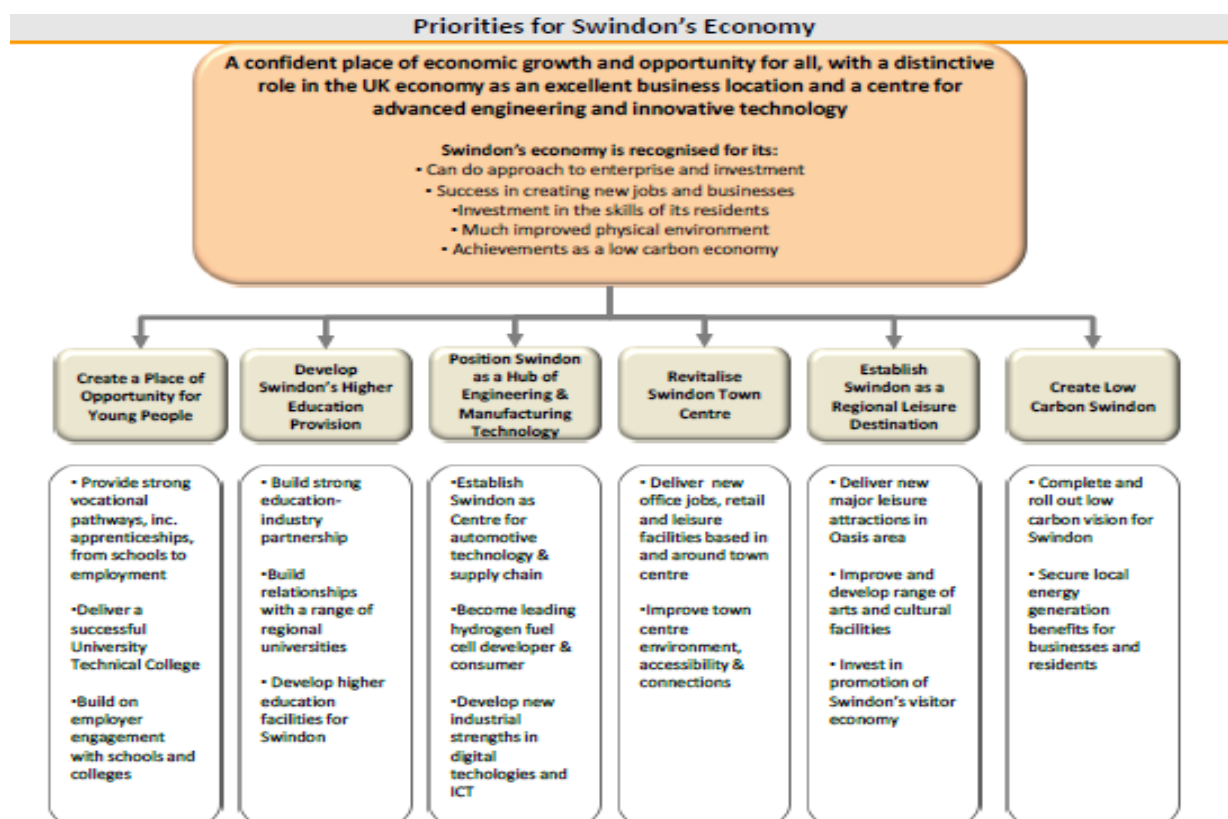 Priorities for Swindon's Economy
A confident place of economic growth and opportunity for all, with a distinctive
role in the UK economy as an excellent business location and a centre for
advanced engineering and innovative technology
Swindon's economy is recognised for its:
• Can do approach to enterprise and investment
• Success in creating new jobs and businesses
•Investment in the skills of its residents
• Much improved physical environment
• Achievements as a low carbon economy
Create a Place of
Opportunity for
Young People
Develop
Swindon's Higher
Education
Provision
Position Swindon
as a Hub of
Engineering &
Manufacturing
Technology
Revitalise
Swindon Town
Centre
Establish
Swindon as a
Regional Leisure
Destination
Create Low
Carbon Swindon
• Provide strong
vocational
pathways, inc.
apprenticeships,
from schools to
employment
•Deliver a
successful
University
Technical College
•Build on
employer
engagement
with schools and
colleges
• Build strong
education-
industry
partnership
•Build
relationships
with a range of
regional
universities
• Develop higher
education
facilities for
Swindon
•Establish
Swindon as
Centre for
automotive
technology &
supply chain
•Become leading
hydrogen fuel
cell developer &
consumer
•Develop new
industrial
strengths in
digital
techologies and
ICT
• Deliver new
office jobs, retail
and leisure
facilities based in
and around town
centre
•Improve town
centre
environment,
accessibility &
connections
• Deliver new
major leisure
attractions in
Oasis area
• Improve and
develop range of
arts and cultural
facilities
• Invest in
promotion of
Swindon's visitor
economy
• Complete and
roll out low
carbon vision for
Swindon
• Secure local
energy
generation
benefits for
businesses and
residents